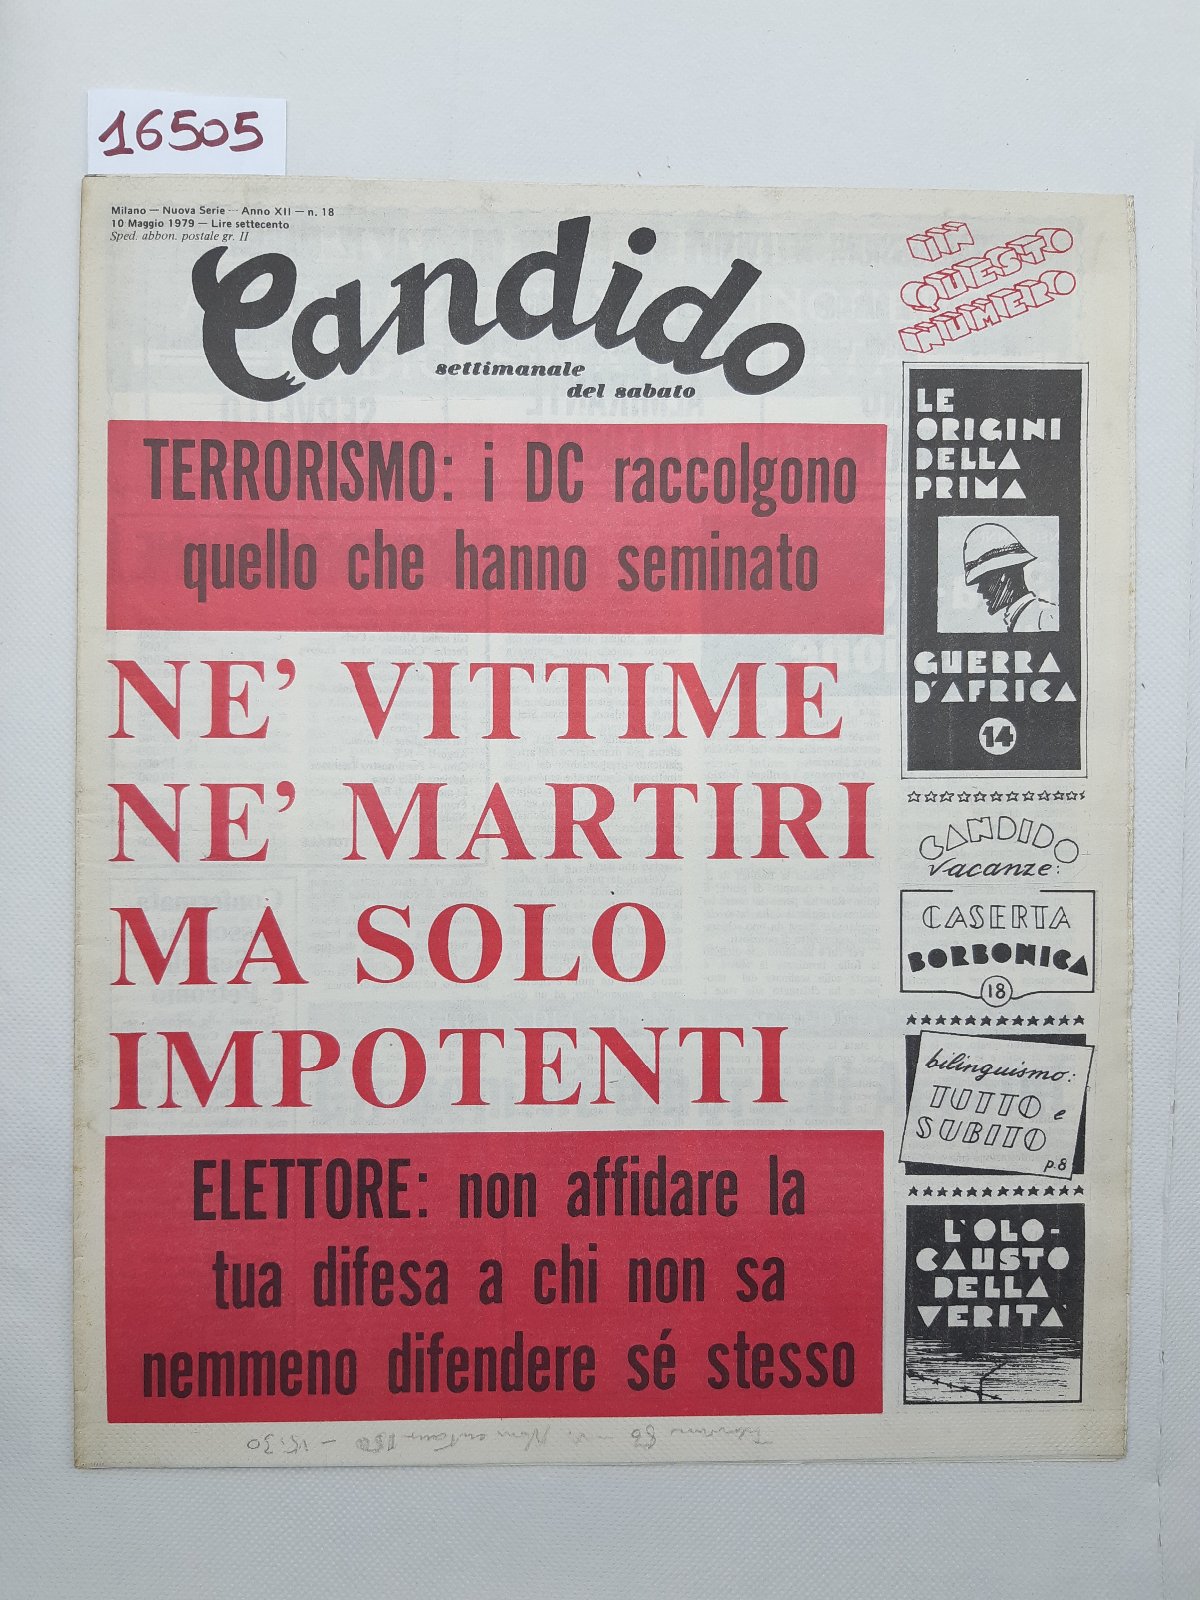 16505
Milano — Nuova Serie — Anno XII — n. 18
10 Maggio 1979 — Lire settecento
Sped. abbon. postale gr. II
Candido
settimanale
del sabato
TERRORISMO: i DC raccolgono
quello che hanno seminato
NE' VITTIME
NE' MARTIRI
MA SOLO
IMPOTENTI
ELETTORE: non affidare la
tua difesa a chi non sa
nemmeno difendere sé stesso
IN
QUESTO
NUMERO
LE
ORIGINI
DELLA
PRIMA
GUERRA
D'AFRICA
14
CANDIDO
vacanze:
CASERTA
BORBONICA
18
bilinguismo:
TUTTO e
SUBITO
p.8
L'OLO-
CAUSTO
DELLA
VERITA'